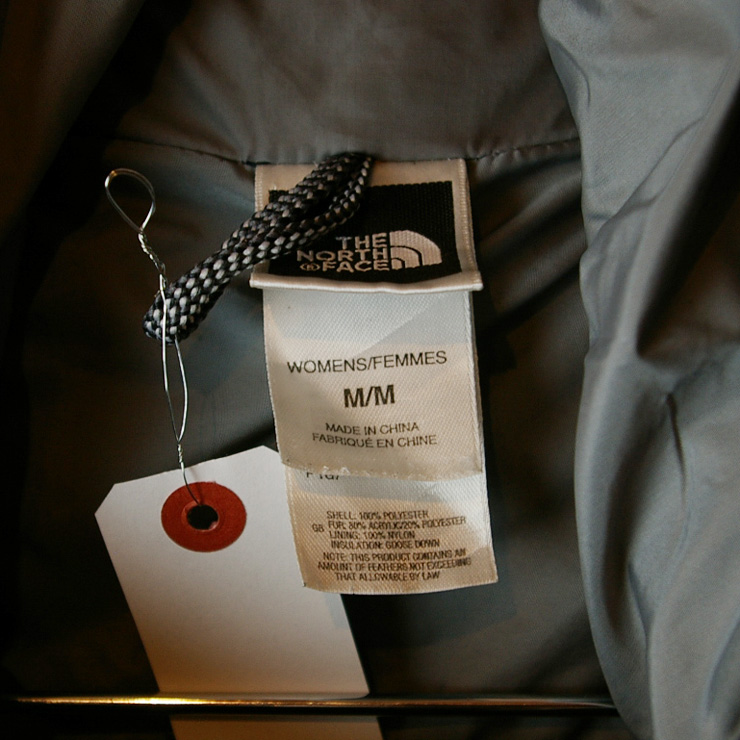 THE
NORTH
FACE
WOMENS/FEMMES
M/M
MADE IN CHINA
FABRIQUÉ EN CHINE
SHELL: 100% POLYESTER
GB FUR: 80% ACRYLIC/20% POLYESTER
LINING: 100% NYLON
INSULATION: GOOSE DOWN
NOTE: THIS PRODUCT CONTAINS AN
AMOUNT OF FEATHERS NOT EXCEEDING
THAT ALLOWABLE BY LAW